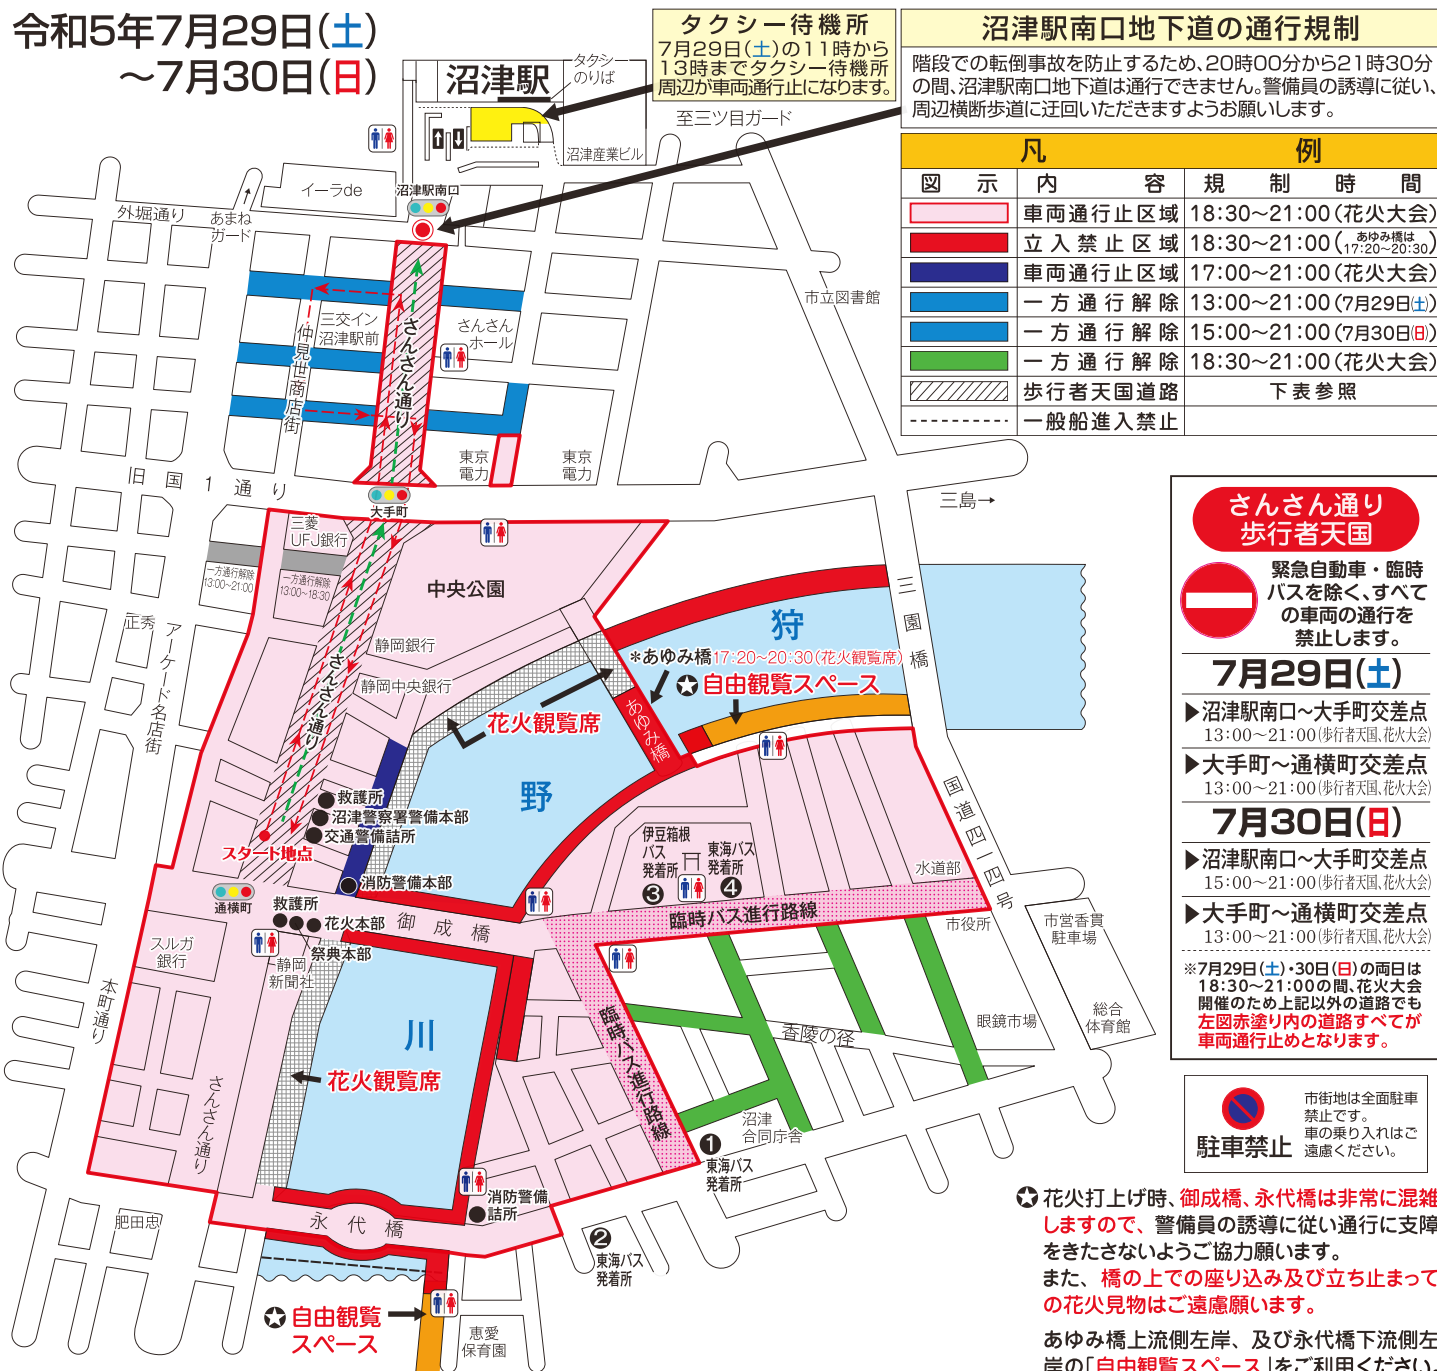 令和5年7月29日(土)
～7月30日(日)
タクシー待機所
7月29日(土)の11時から
13時までタクシー待機所
周辺が車両通行止になります。
沼津駅南口地下道の通行規制
階段での転倒事故を防止するため、20時00分から21時30分
の間、沼津駅南口地下道は通行できません。警備員の誘導に従い、
周辺横断歩道に迂回いただきますようお願いします。
凡 例
図示 内容 規制時間
車両通行止区域 18:30～21:00(花火大会)
立入禁止区域 18:30～21:00(あゆみ橋は17:20～20:30)
車両通行止区域 17:00～21:00(花火大会)
一方通行解除 13:00～21:00(7月29日(土))
一方通行解除 15:00～21:00(7月30日(日))
一方通行解除 18:30～21:00(花火大会)
歩行者天国道路 下表参照
一般船進入禁止
沼津駅
タクシー
のりば
至三ツ目ガード
沼津産業ビル
イーラde
沼津駅南口
外堀通り
あまね
ガード
市立図書館
三交イン
沼津駅前
さんさん
ホール
仲見世商店街
さんさん通り
東京
電力
東京
電力
旧国1通り
大手町
三島→
三菱
UFJ銀行
一方通行解除
13:00~21:00
一方通行解除
13:00~18:30
中央公園
正秀
アーケード名店街
静岡銀行
静岡中央銀行
さんさん通り
狩
三園橋
*あゆみ橋17:20~20:30(花火観覧席)
自由観覧スペース
花火観覧席
あゆみ橋
野
救護所
沼津警察署警備本部
交通警備詰所
スタート地点
消防警備本部
伊豆箱根
バス
発着所
❸
東海バス
発着所
❹
国道四一四号
水道部
通横町
救護所
花火本部
祭典本部
御成橋
臨時バス進行路線
市役所
市営香貫
駐車場
スルガ
銀行
静岡
新聞社
本町通り
川
臨時バス進行路線
香陵の径
眼鏡市場
総合
体育館
花火観覧席
さんさん通り
沼津
合同庁舎
❶
東海バス
発着所
消防警備
詰所
肥田忠
永代橋
❷
東海バス
発着所
自由観覧
スペース
恵愛
保育園
さんさん通り
歩行者天国
緊急自動車・臨時
バスを除く、すべて
の車両の通行を
禁止します。
7月29日(土)
▶沼津駅南口～大手町交差点
13:00～21:00(歩行者天国、花火大会)
▶大手町～通横町交差点
13:00～21:00(歩行者天国、花火大会)
7月30日(日)
▶沼津駅南口～大手町交差点
15:00～21:00(歩行者天国、花火大会)
▶大手町～通横町交差点
13:00～21:00(歩行者天国、花火大会)
※7月29日(土)・30日(日)の両日は
18:30～21:00の間、花火大会
開催のため上記以外の道路でも
左図赤塗り内の道路すべてが
車両通行止めとなります。
駐車禁止
市街地は全面駐車
禁止です。
車の乗り入れはご
遠慮ください。
✪花火打上げ時、御成橋、永代橋は非常に混雑
しますので、警備員の誘導に従い通行に支障
をきたさないようご協力願います。
また、橋の上での座り込み及び立ち止まって
の花火見物はご遠慮願います。
あゆみ橋上流側左岸、及び永代橋下流側左
岸の「自由観覧スペース」をご利用ください。